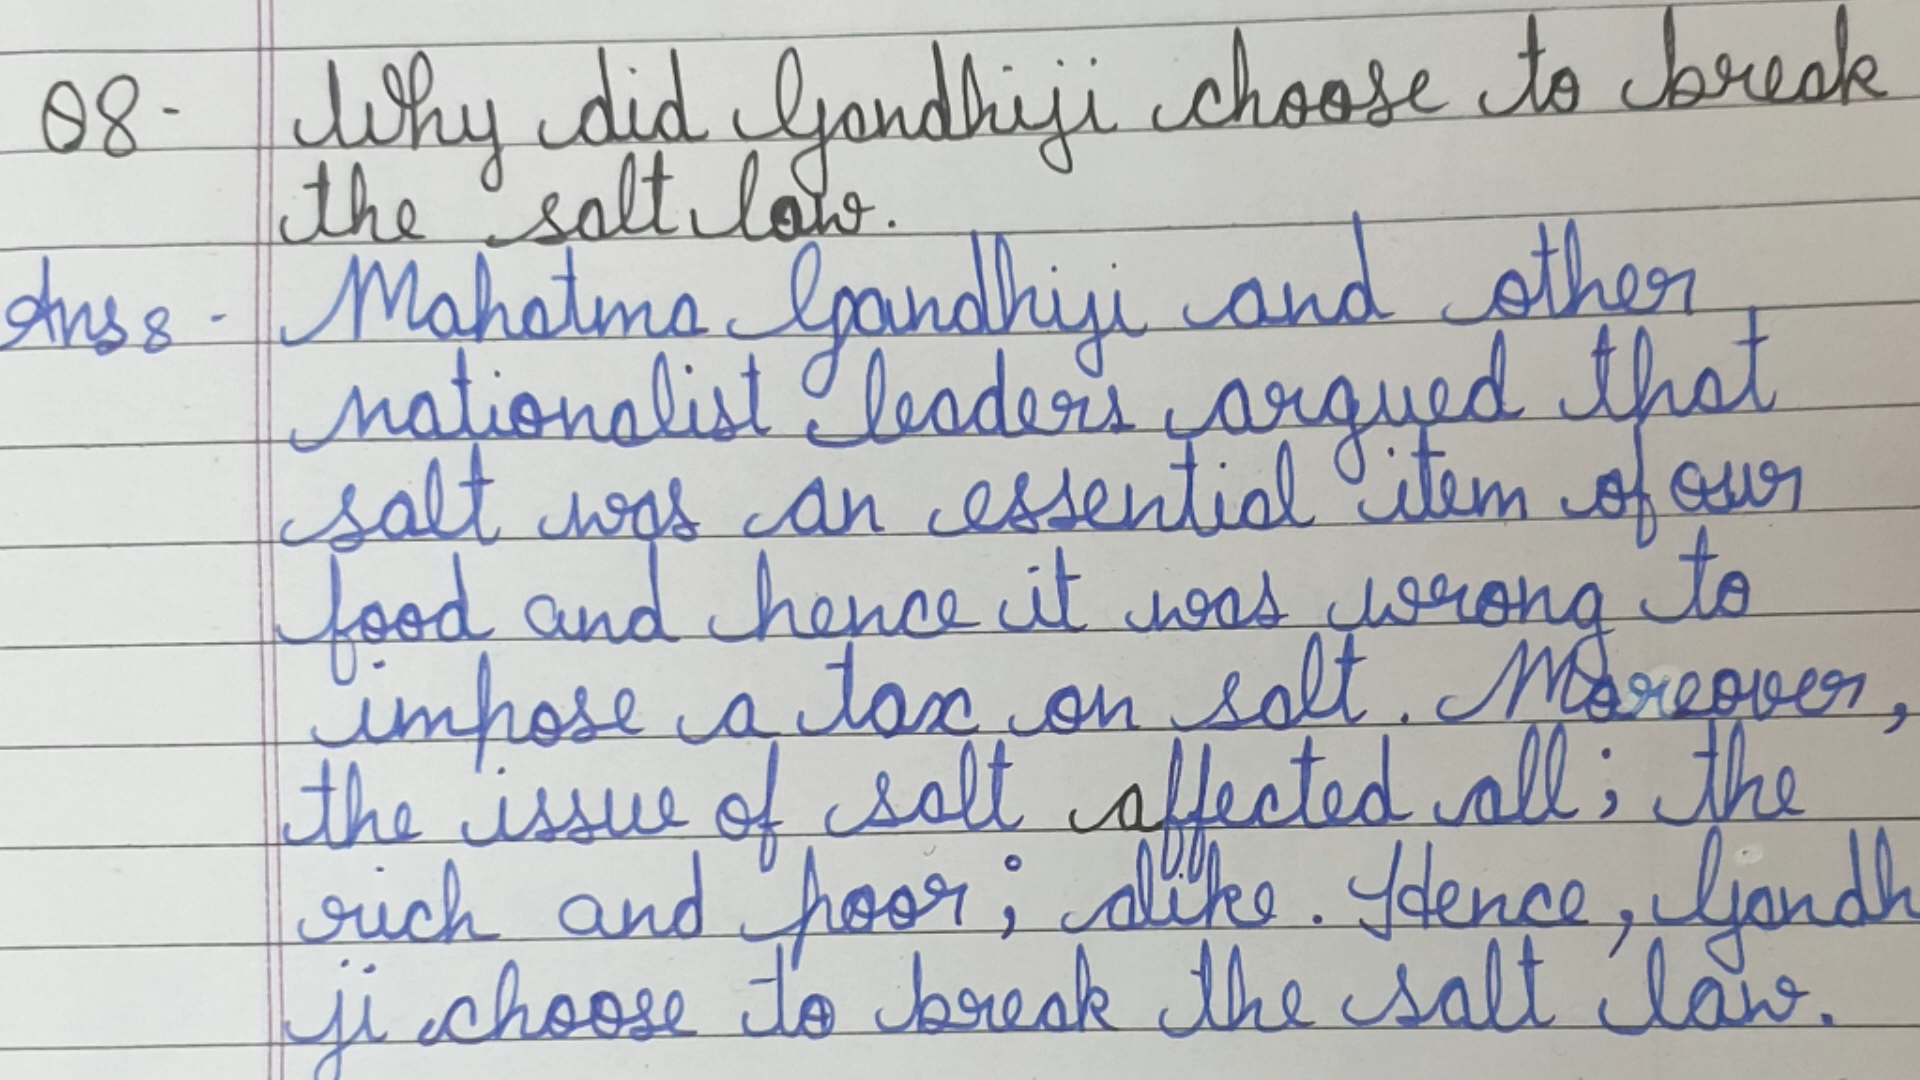 Q8- Why did Gandhiji choose to break
the salt law.
Ans 8 - Mahatma Gandhiji and other
nationalist leaders argued that
salt was an essential item of our
food and hence it was wrong to
impose a tax on salt. Moreover,
the issue of salt affected all; the
rich and poor; alike. Hence, Gandh
ji choose to break the salt law.